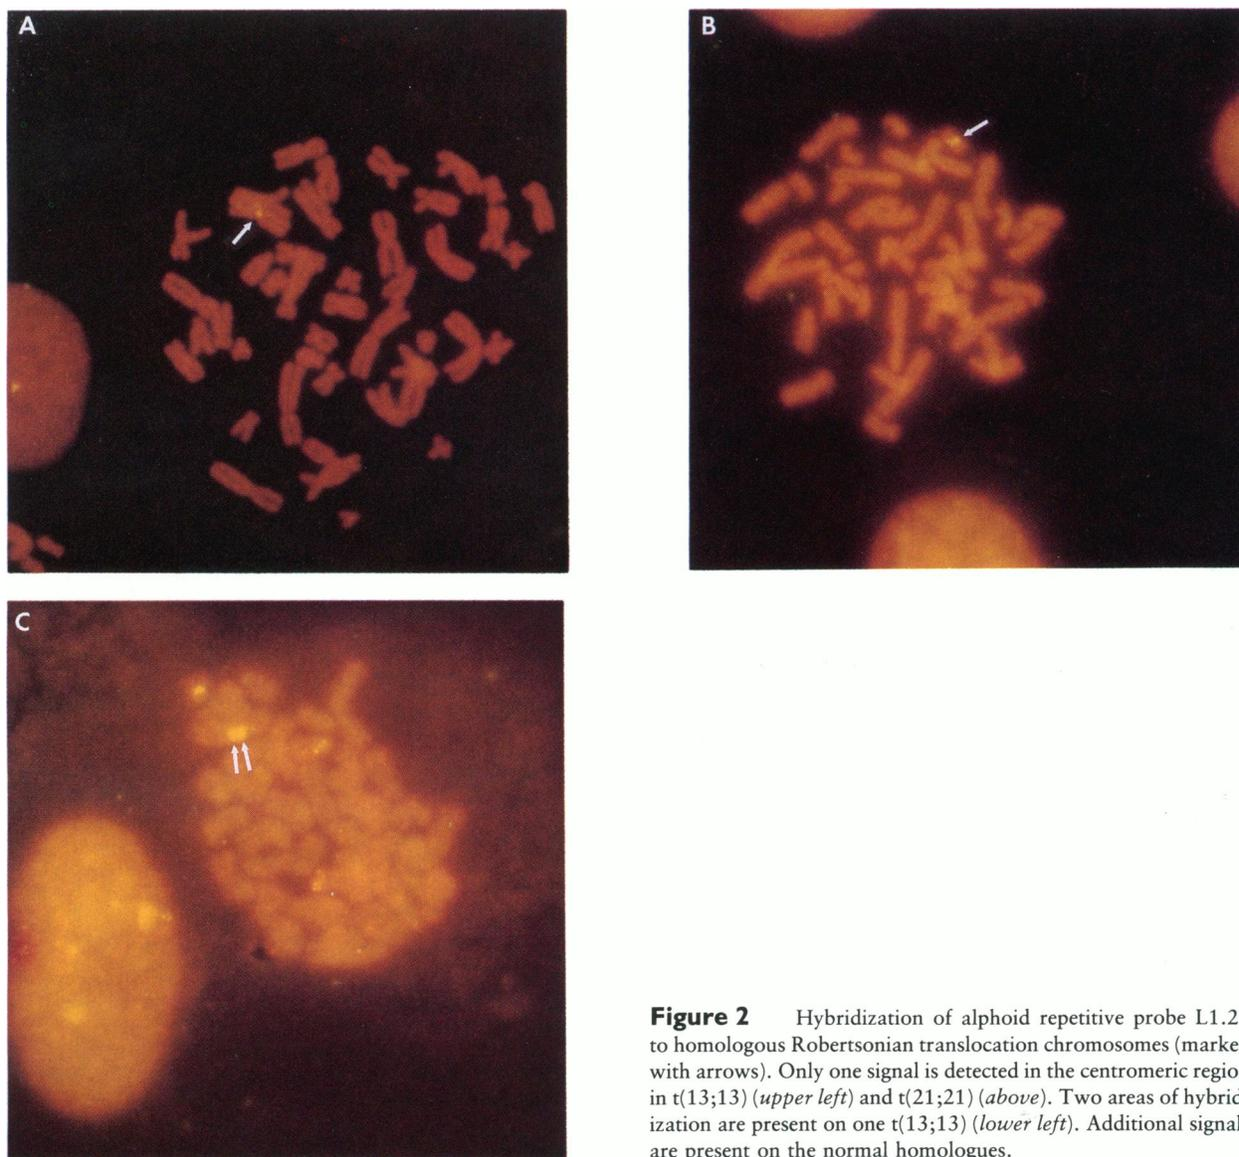 A
B
C
Figure 2 Hybridization of alphoid repetitive probe L1.2
to homologous Robertsonian translocation chromosomes (marke
with arrows). Only one signal is detected in the centromeric regio
in t(13;13) (upper left) and t(21;21) (above). Two areas of hybrid
ization are present on one t(13;13) (lower left). Additional signal
are present on the normal homologues.